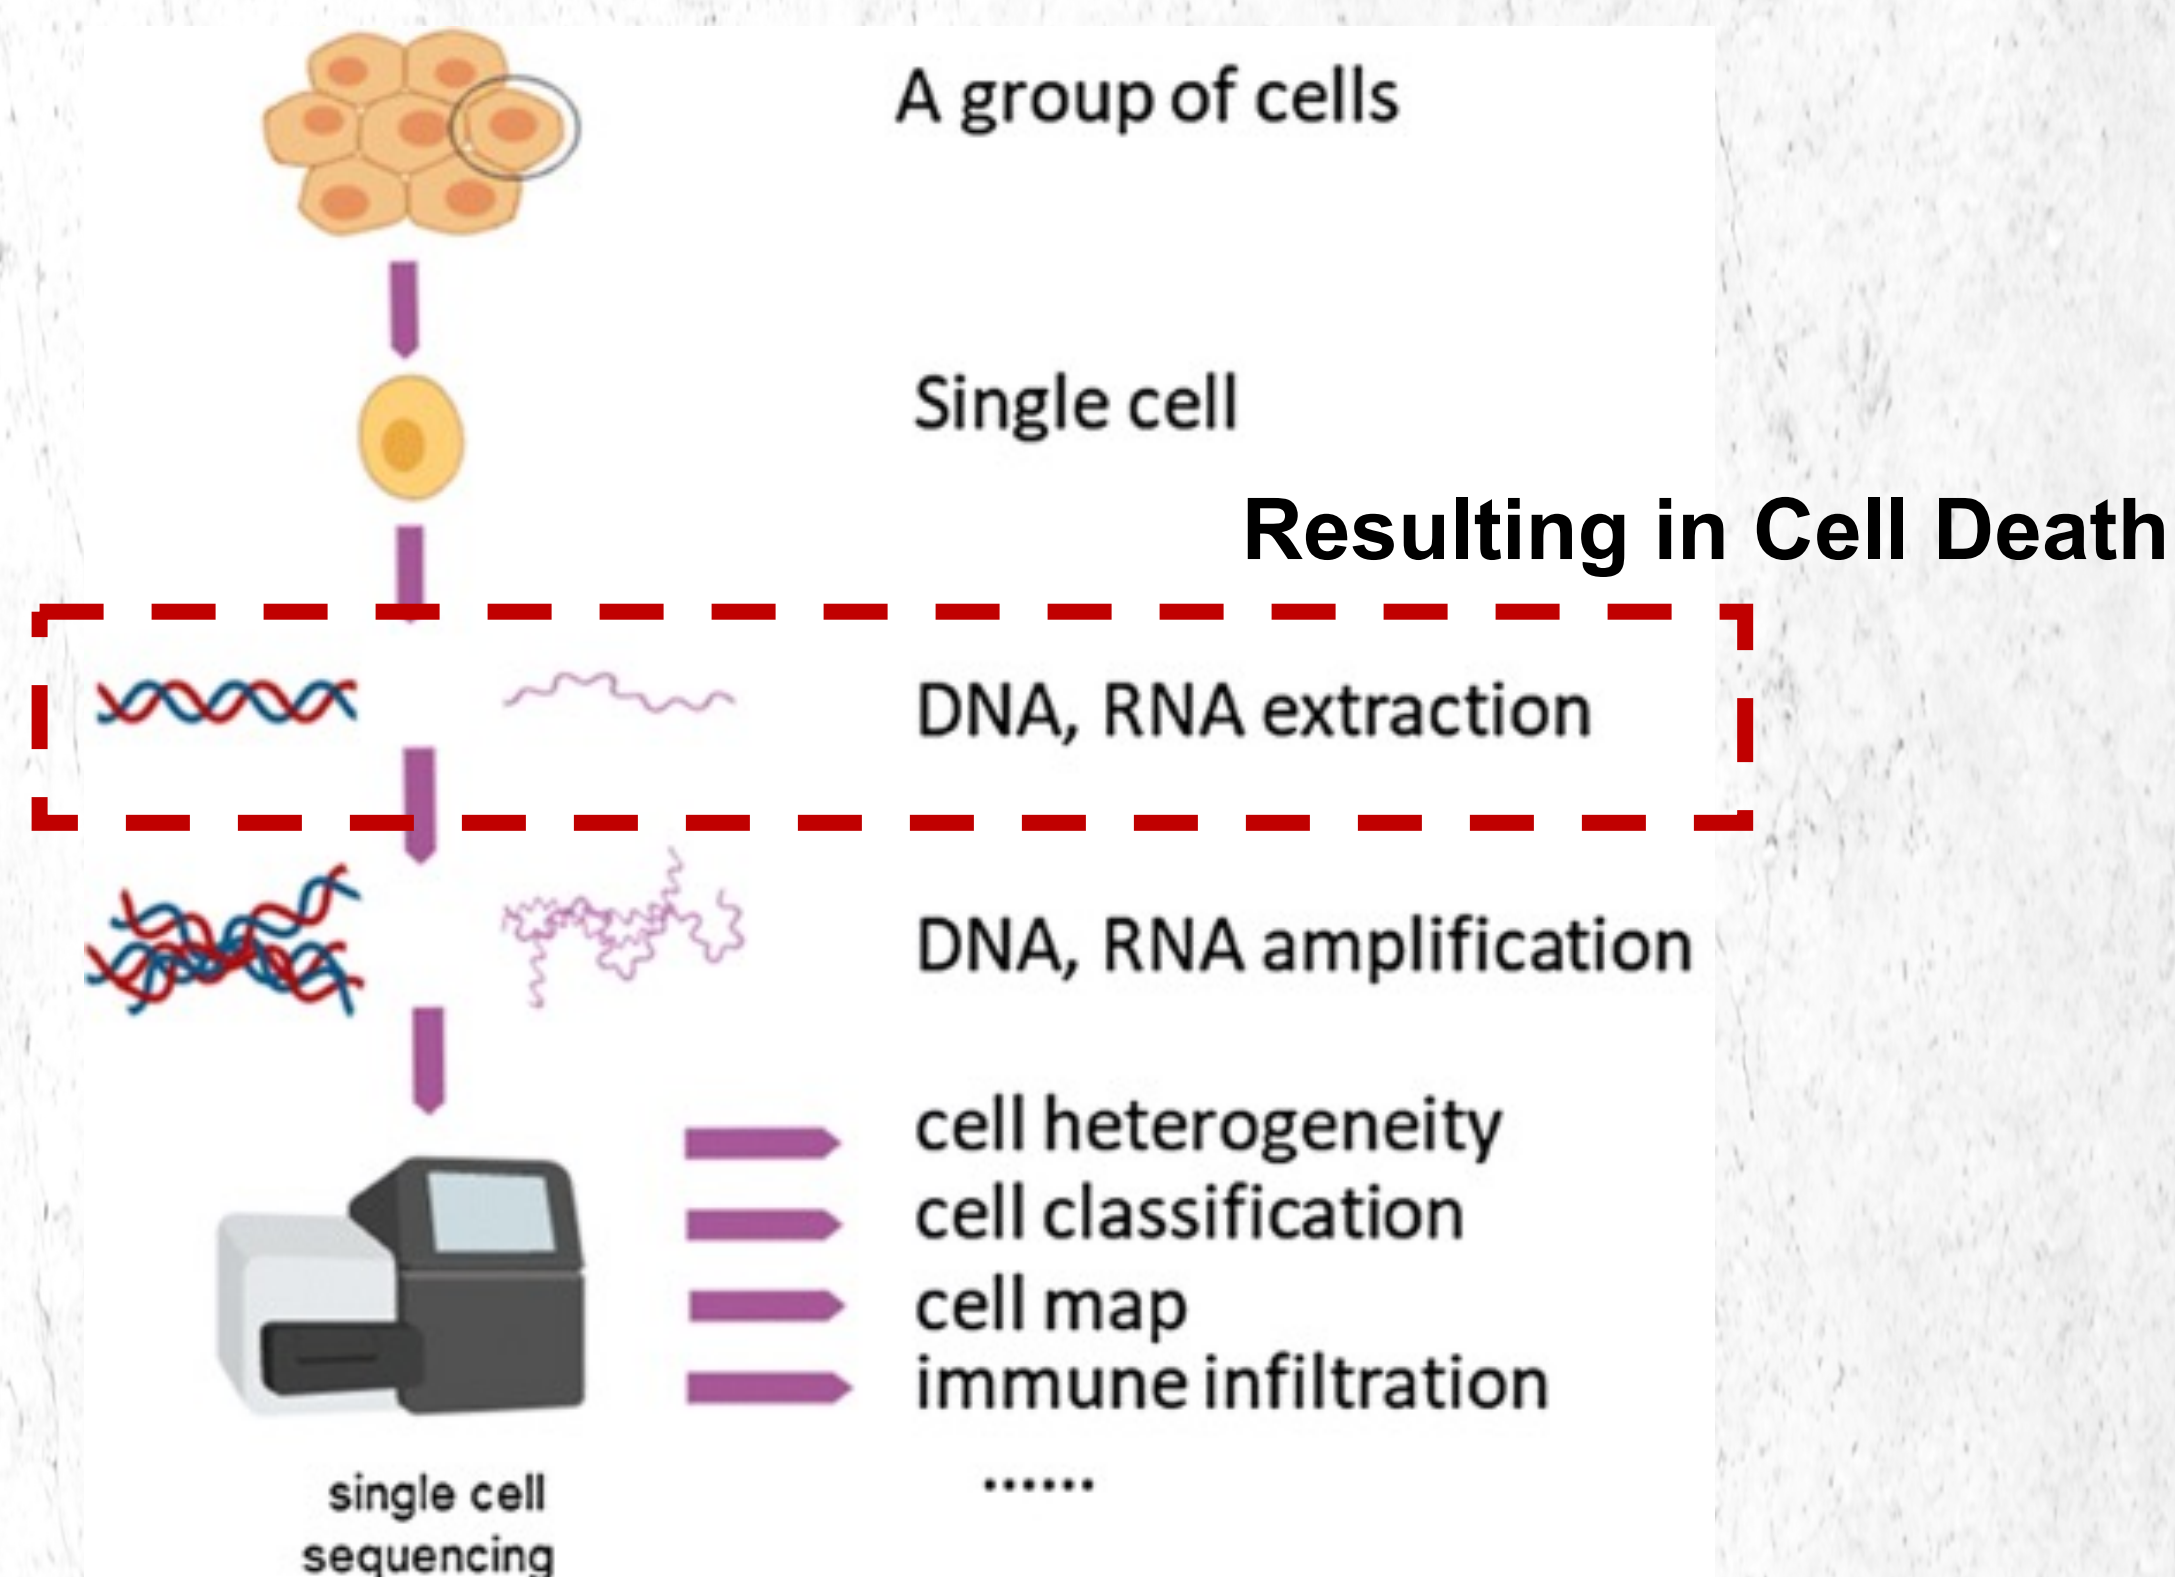 A group of cells
Single cell
Resulting in Cell Death
DNA, RNA extraction
DNA, RNA amplification
cell heterogeneity
cell classification
cell map
immune infiltration
......
single cell
sequencing